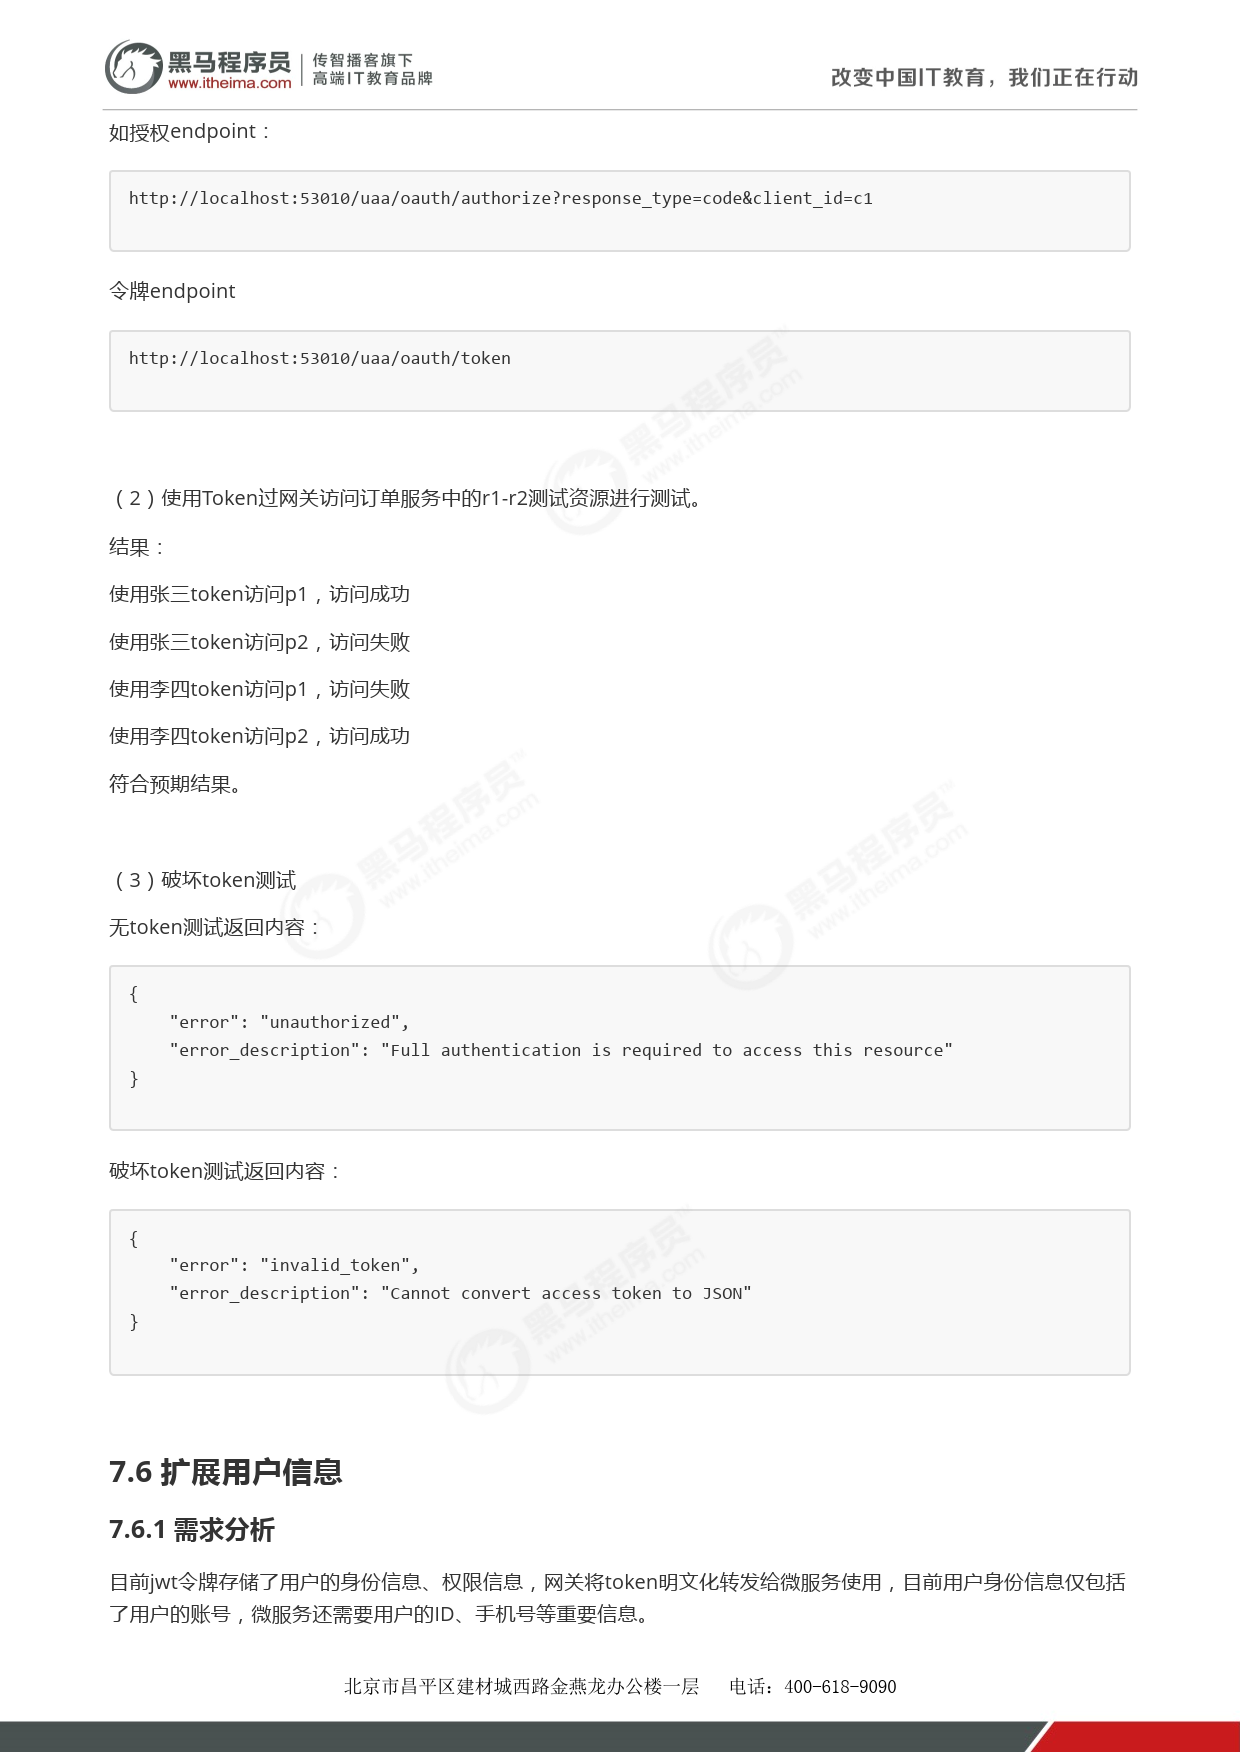 黑马程序员
www.itheima.com
传智播客旗下
高端IT教育品牌
改变中国IT教育，我们正在行动
如授权endpoint：
http://localhost:53010/uaa/oauth/authorize?response_type=code&client_id=c1
令牌endpoint
http://localhost:53010/uaa/oauth/token
（2）使用Token过网关访问订单服务中的r1-r2测试资源进行测试。
结果：
使用张三token访问p1，访问成功
使用张三token访问p2，访问失败
使用李四token访问p1，访问失败
使用李四token访问p2，访问成功
符合预期结果。
（3）破坏token测试
无token测试返回内容：
{
    "error": "unauthorized",
    "error_description": "Full authentication is required to access this resource"
}
破坏token测试返回内容：
{
    "error": "invalid_token",
    "error_description": "Cannot convert access token to JSON"
}
7.6 扩展用户信息
7.6.1 需求分析
目前jwt令牌存储了用户的身份信息、权限信息，网关将token明文化转发给微服务使用，目前用户身份信息仅包括
了用户的账号，微服务还需要用户的ID、手机号等重要信息。
北京市昌平区建材城西路金燕龙办公楼一层 电话：400-618-9090